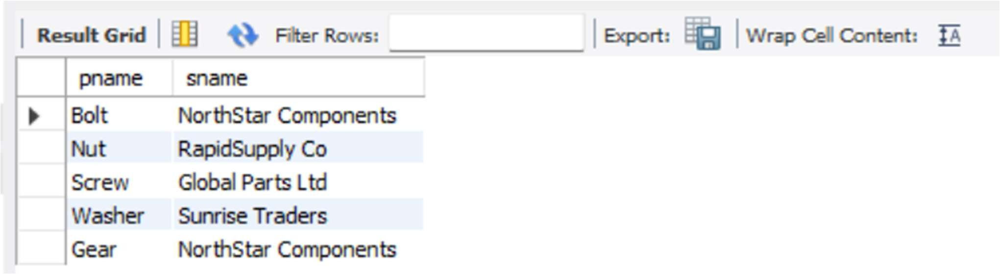 Result Grid Filter Rows: Export: Wrap Cell Content: A
pname sname
Bolt NorthStar Components
Nut RapidSupply Co
Screw Global Parts Ltd
Washer Sunrise Traders
Gear NorthStar Components